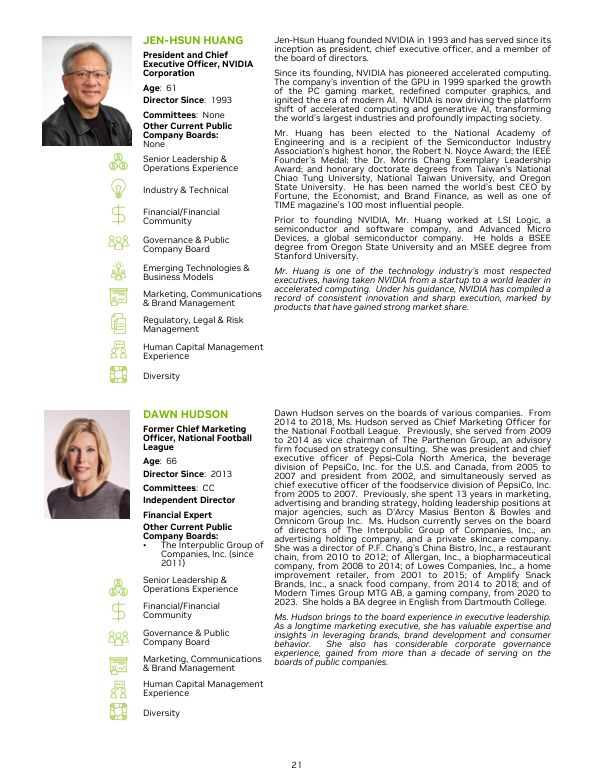 JEN-HSUN HUANG
President and Chief
Executive Officer, NVIDIA
Corporation
Age: 61
Director Since: 1993
Committees: None
Other Current Public
Company Boards:
None
Senior Leadership &
Operations Experience
Industry & Technical
Financial/Financial
Community
Governance & Public
Company Board
Emerging Technologies &
Business Models
Marketing, Communications
& Brand Management
Regulatory, Legal & Risk
Management
Human Capital Management
Experience
Diversity
Jen-Hsun Huang founded NVIDIA in 1993 and has served since its
inception as president, chief executive officer, and a member of
the board of directors.
Since its founding, NVIDIA has pioneered accelerated computing.
The company's invention of the GPU in 1999 sparked the growth
of the PC gaming market, redefined computer graphics, and
ignited the era of modern AI. NVIDIA is now driving the platform
shift of accelerated computing and generative AI, transforming
the world's largest industries and profoundly impacting society.
Mr. Huang has been elected to the National Academy of
Engineering and is a recipient of the Semiconductor Industry
Association's highest honor, the Robert N. Noyce Award; the IEEE
Founder's Medal; the Dr. Morris Chang Exemplary Leadership
Award; and honorary doctorate degrees from Taiwan's National
Chiao Tung University, National Taiwan University, and Oregon
State University. He has been named the world's best CEO by
Fortune, the Economist, and Brand Finance, as well as one of
TIME magazine's 100 most influential people.
Prior to founding NVIDIA, Mr. Huang worked at LSI Logic, a
semiconductor and software company, and Advanced Micro
Devices, a global semiconductor company. He holds a BSEE
degree from Oregon State University and an MSEE degree from
Stanford University.
Mr. Huang is one of the technology industry's most respected
executives, having taken NVIDIA from a startup to a world leader in
accelerated computing. Under his guidance, NVIDIA has compiled a
record of consistent innovation and sharp execution, marked by
products that have gained strong market share.
DAWN HUDSON
Former Chief Marketing
Officer, National Football
League
Age: 66
Director Since: 2013
Committees: CC
Independent Director
Financial Expert
Other Current Public
Company Boards:
• The Interpublic Group of
Companies, Inc. (since
2011)
Senior Leadership &
Operations Experience
Financial/Financial
Community
Governance & Public
Company Board
Marketing, Communications
& Brand Management
Human Capital Management
Experience
Diversity
Dawn Hudson serves on the boards of various companies. From
2014 to 2018, Ms. Hudson served as Chief Marketing Officer for
the National Football League. Previously, she served from 2009
to 2014 as vice chairman of The Parthenon Group, an advisory
firm focused on strategy consulting. She was president and chief
executive officer of Pepsi-Cola North America, the beverage
division of PepsiCo, Inc. for the U.S. and Canada, from 2005 to
2007 and president from 2002, and simultaneously served as
chief executive officer of the foodservice division of PepsiCo, Inc.
from 2005 to 2007. Previously, she spent 13 years in marketing,
advertising and branding strategy, holding leadership positions at
major agencies, such as D'Arcy Masius Benton & Bowles and
Omnicom Group Inc. Ms. Hudson currently serves on the board
of directors of The Interpublic Group of Companies, Inc., an
advertising holding company, and a private skincare company.
She was a director of P.F. Chang's China Bistro, Inc., a restaurant
chain, from 2010 to 2012; of Allergan, Inc., a biopharmaceutical
company, from 2008 to 2014; of Lowes Companies, Inc., a home
improvement retailer, from 2001 to 2015; of Amplify Snack
Brands, Inc., a snack food company, from 2014 to 2018; and of
Modern Times Group MTG AB, a gaming company, from 2020 to
2023. She holds a BA degree in English from Dartmouth College.
Ms. Hudson brings to the board experience in executive leadership.
As a longtime marketing executive, she has valuable expertise and
insights in leveraging brands, brand development and consumer
behavior. She also has considerable corporate governance
experience, gained from more than a decade of serving on the
boards of public companies.
21